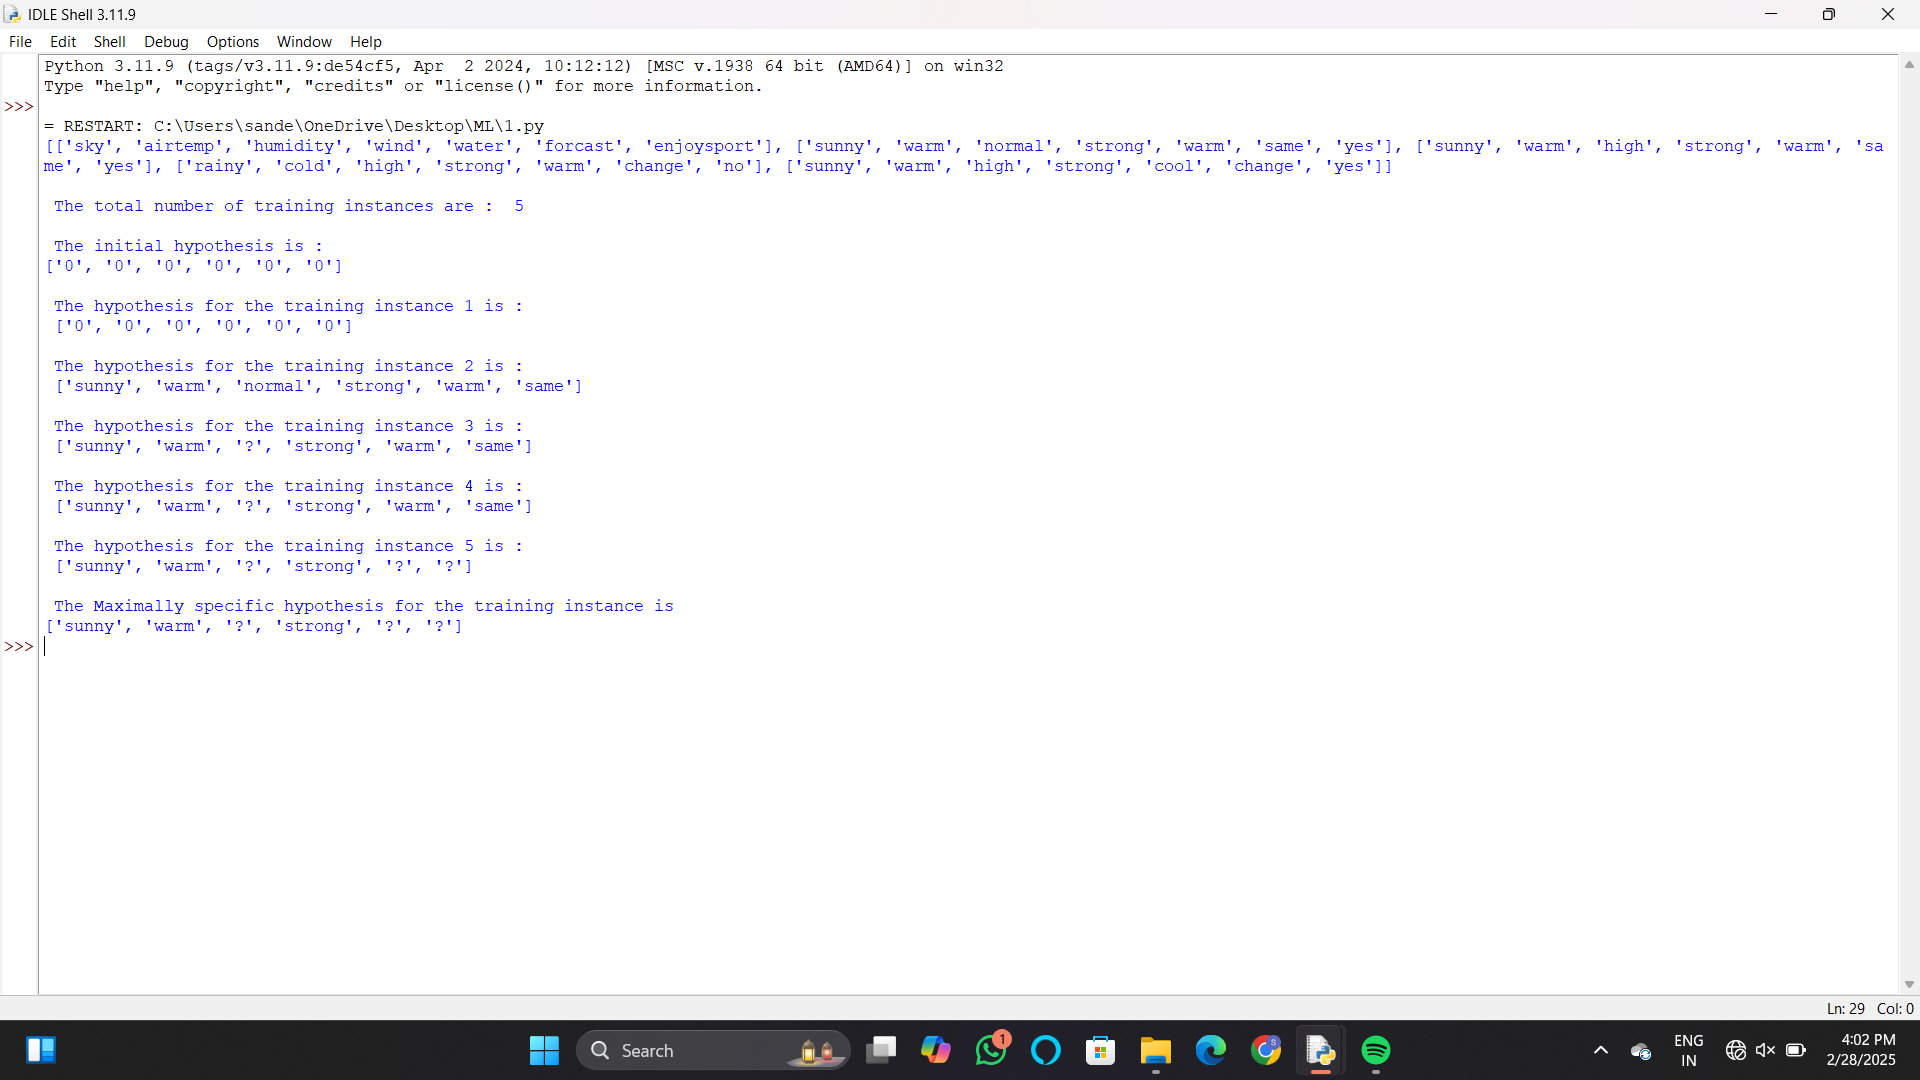 IDLE Shell 3.11.9
File Edit Shell Debug Options Window Help
Python 3.11.9 (tags/v3.11.9:de54cf5, Apr  2 2024, 10:12:12) [MSC v.1938 64 bit (AMD64)] on win32
Type "help", "copyright", "credits" or "license()" for more information.
>>>
= RESTART: C:\Users\sande\OneDrive\Desktop\ML\1.py
[['sky', 'airtemp', 'humidity', 'wind', 'water', 'forcast', 'enjoysport'], ['sunny', 'warm', 'normal', 'strong', 'warm', 'same', 'yes'], ['sunny', 'warm', 'high', 'strong', 'warm', 'sa
me', 'yes'], ['rainy', 'cold', 'high', 'strong', 'warm', 'change', 'no'], ['sunny', 'warm', 'high', 'strong', 'cool', 'change', 'yes']]
The total number of training instances are :  5
The initial hypothesis is :
['0', '0', '0', '0', '0', '0']
The hypothesis for the training instance 1 is :
['0', '0', '0', '0', '0', '0']
The hypothesis for the training instance 2 is :
['sunny', 'warm', 'normal', 'strong', 'warm', 'same']
The hypothesis for the training instance 3 is :
['sunny', 'warm', '?', 'strong', 'warm', 'same']
The hypothesis for the training instance 4 is :
['sunny', 'warm', '?', 'strong', 'warm', 'same']
The hypothesis for the training instance 5 is :
['sunny', 'warm', '?', 'strong', '?', '?']
The Maximally specific hypothesis for the training instance is
['sunny', 'warm', '?', 'strong', '?', '?']
>>>
Ln: 29 Col: 0
Search
1
S
ENG
IN
4:02 PM
2/28/2025